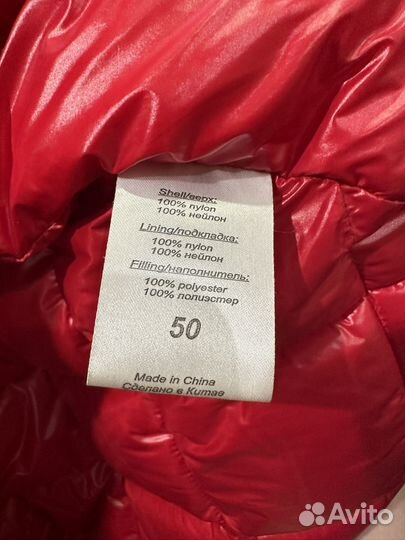 Shell/верх:
100% nylon
100% нейлон
Lining/подкладка:
100% nylon
100% нейлон
Filling/наполнитель:
100% polyester
100% полиэстер
50
Made in China
Сделано в Китае
Avito